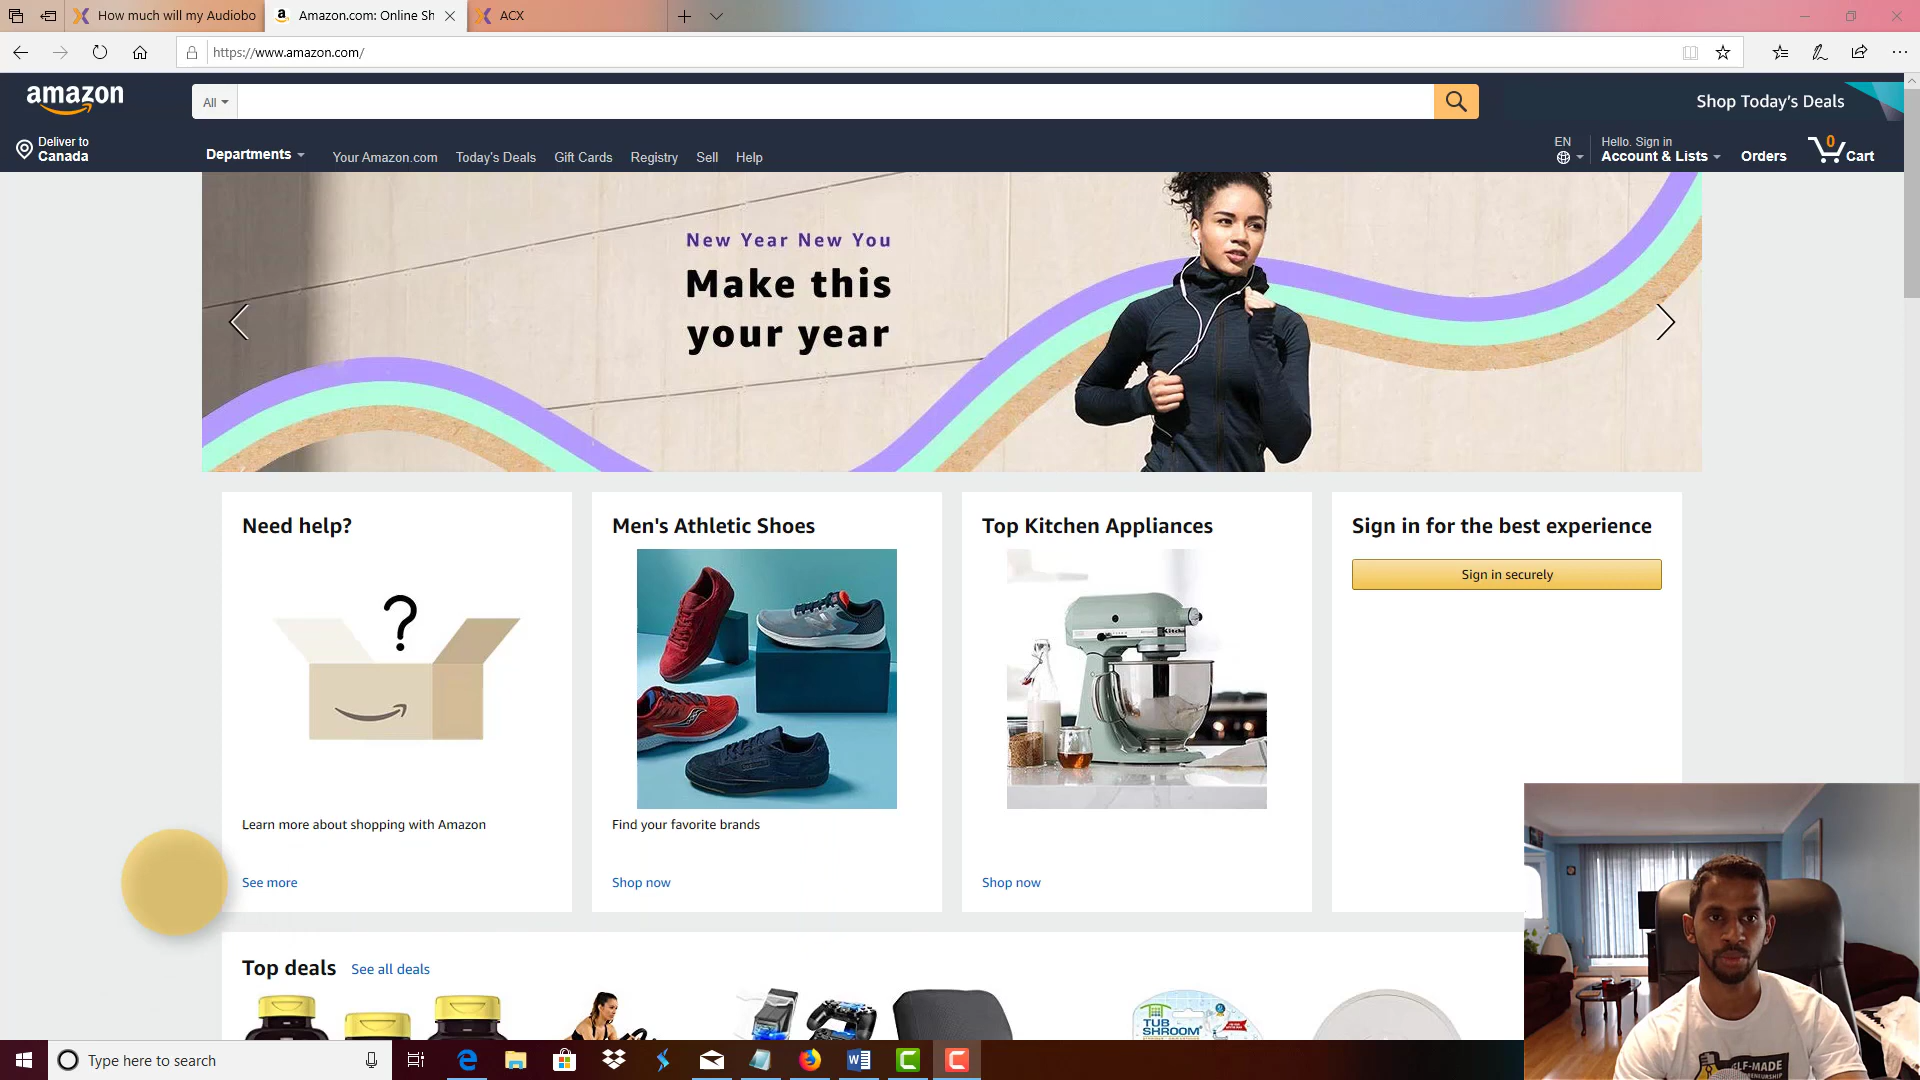 How much will my Audiobo
Amazon.com: Online Sh
ACX
https://www.amazon.com/
amazon
All
Shop Today's Deals
Deliver to
Canada
Departments
Your Amazon.com
Today's Deals
Gift Cards
Registry
Sell
Help
EN
Hello. Sign in
Account & Lists
Orders
0
Cart
New Year New You
Make this
your year
Need help?
?
Learn more about shopping with Amazon
See more
Men's Athletic Shoes
Find your favorite brands
Shop now
Top Kitchen Appliances
Shop now
Sign in for the best experience
Sign in securely
Top deals
See all deals
TUB
SHROOM
Type here to search